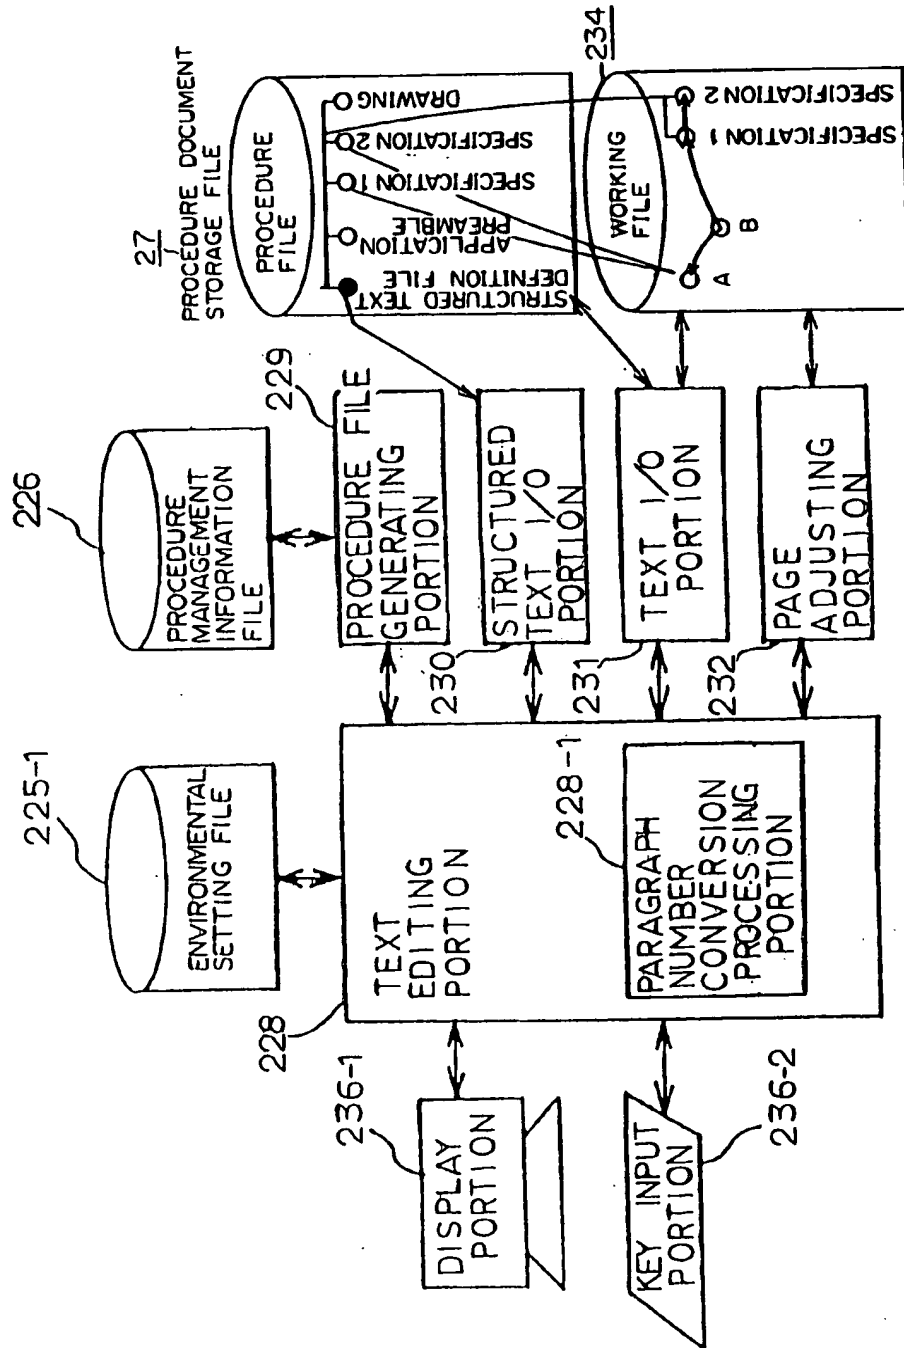 27
PROCEDURE DOCUMENT
STORAGE FILE
PROCEDURE
FILE
STRUCTURED TEXT
DEFINITION FILE
APPLICATION
PREAMBLE
SPECIFICATION 1
SPECIFICATION 2
DRAWING
234
WORKING
FILE
A
B
SPECIFICATION 1
SPECIFICATION 2
226
PROCEDURE
MANAGEMENT
INFORMATION
FILE
229
PROCEDURE FILE
GENERATING
PORTION
230
STRUCTURED
TEXT I/O
PORTION
231
TEXT I/O
PORTION
232
PAGE
ADJUSTING
PORTION
225-1
ENVIRONMENTAL
SETTING FILE
228
TEXT
EDITING
PORTION
228-1
PARAGRAPH
NUMBER
CONVERSION
PROCESSING
PORTION
236-1
DISPLAY
PORTION
236-2
KEY INPUT
PORTION